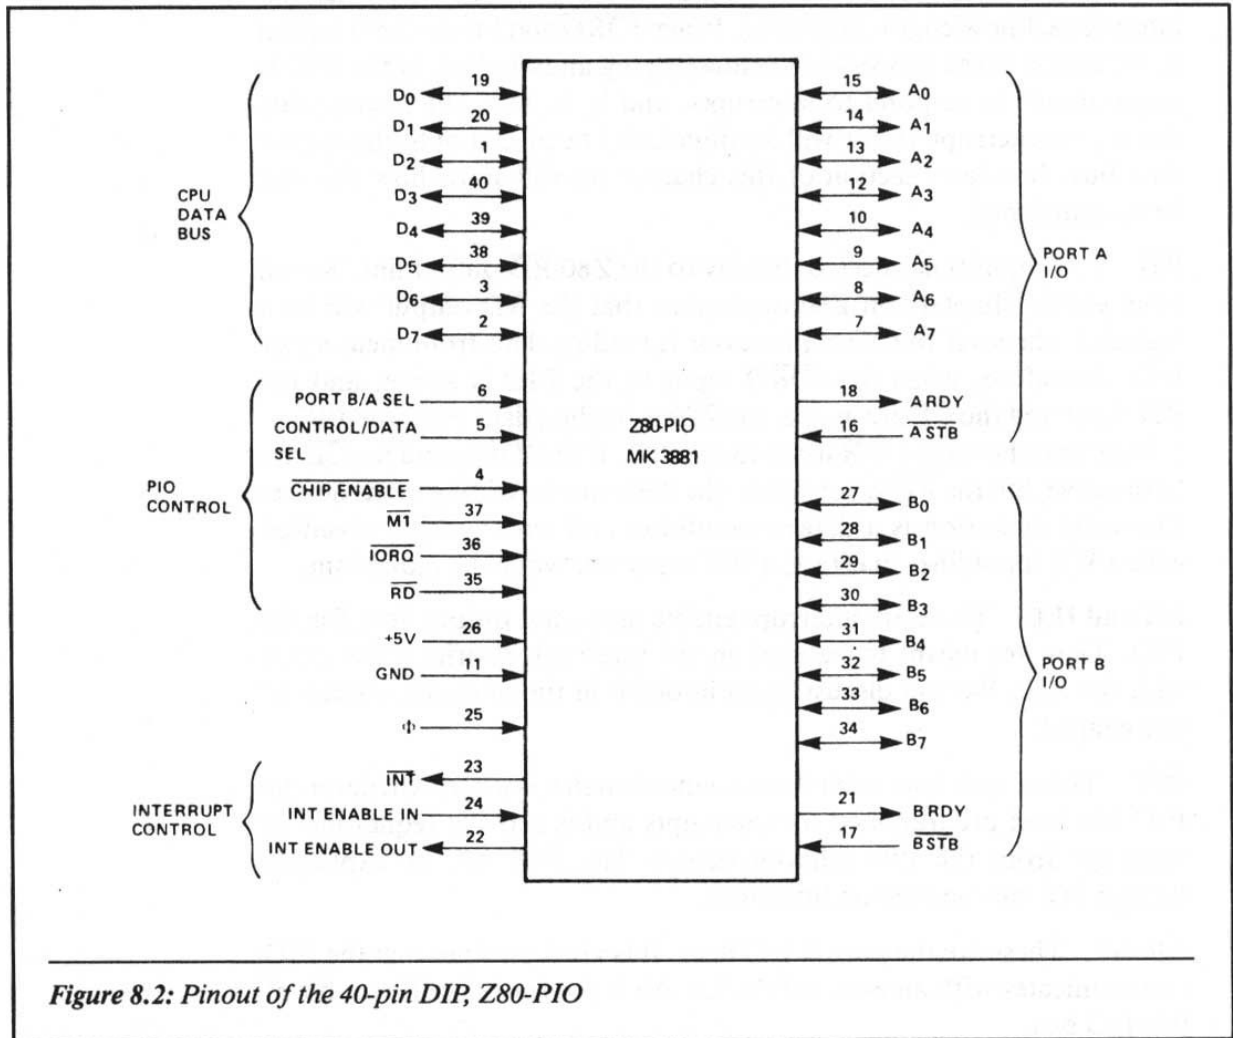 19
D0
20
D1
1
D2
40
D3
39
D4
38
D5
3
D6
2
D7
CPU
DATA
BUS
6
PORT B/A SEL
5
CONTROL/DATA
SEL
4
CHIP ENABLE
37
M1
36
IORQ
35
RD
PIO
CONTROL
26
+5V
11
GND
25
Φ
23
INT
24
INT ENABLE IN
22
INT ENABLE OUT
INTERRUPT
CONTROL
Z80-PIO
MK 3881
15
A0
14
A1
13
A2
12
A3
10
A4
9
A5
8
A6
7
A7
18
ARDY
16
ASTB
PORT A
I/O
27
B0
28
B1
29
B2
30
B3
31
B4
32
B5
33
B6
34
B7
21
BRDY
17
BSTB
PORT B
I/O
Figure 8.2: Pinout of the 40-pin DIP, Z80-PIO